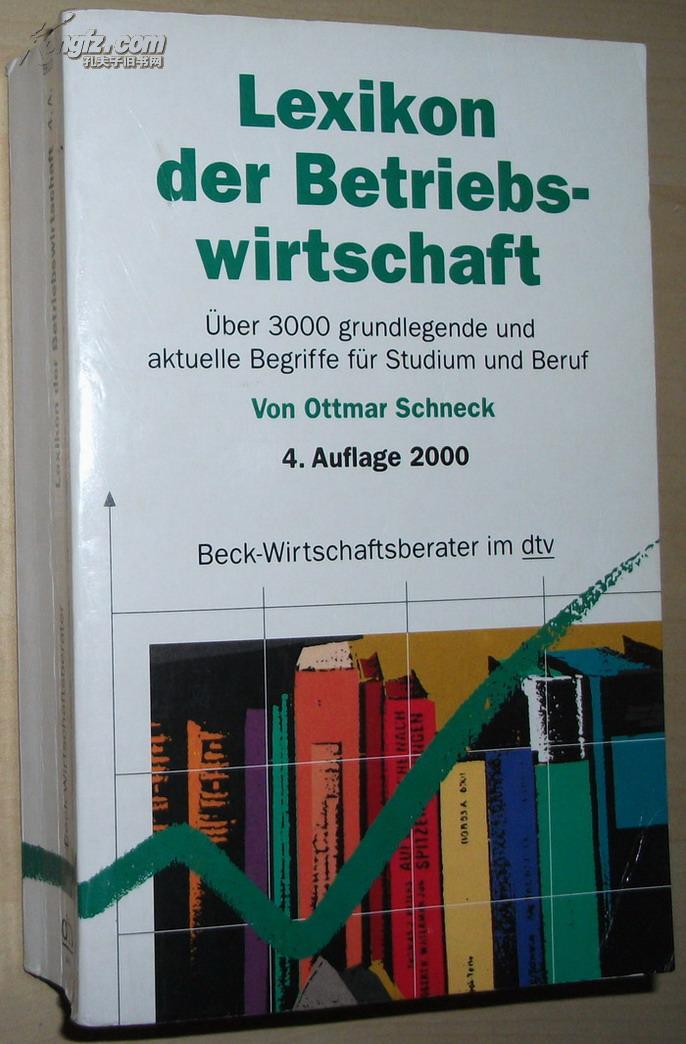 Kongfz.com
孔夫子旧书网
Lexikon
der Betriebs-
wirtschaft
Über 3000 grundlegende und
aktuelle Begriffe für Studium und Beruf
Von Ottmar Schneck
4. Auflage 2000
Beck-Wirtschaftsberater im dtv
Lexikon der Betriebswirtschaft 4. A.
Beck-Wirtschaftsberater